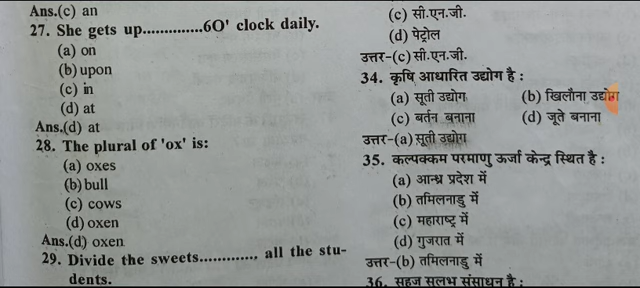 Ans.(c) an
27. She gets up..............6O' clock daily.
(a) on
(b) upon
(c) in
(d) at
Ans.(d) at
28. The plural of 'ox' is:
(a) oxes
(b) bull
(c) cows
(d) oxen
Ans.(d) oxen
29. Divide the sweets............. all the stu-
dents.
(c) सी.एन.जी.
(d) पेट्रोल
उत्तर-(c) सी.एन.जी.
34. कृषि आधारित उद्योग है :
(a) सूती उद्योग (b) खिलौना उद्योग
(c) बर्तन बनाना (d) जूते बनाना
उत्तर-(a) सूती उद्योग
35. कल्पक्कम परमाणु ऊर्जा केन्द्र स्थित है :
(a) आन्ध्र प्रदेश में
(b) तमिलनाडु में
(c) महाराष्ट्र में
(d) गुजरात में
उत्तर-(b) तमिलनाडु में
36. सहज सुलभ संसाधन है :